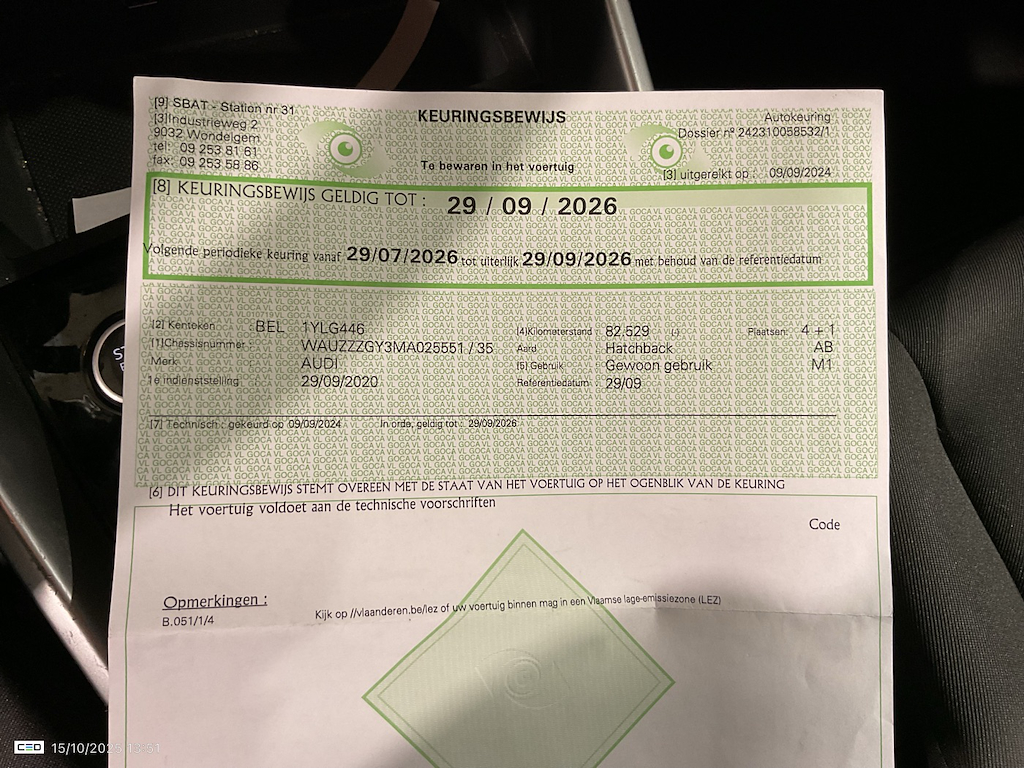 [9] SBAT - Station nr 31
[3]Industrieweg 2
9032 Wondelgem
tel: 09 253 81 61
fax: 09 253 58 86
KEURINGSBEWIJS
Te bewaren in het voertuig
Autokeuring
Dossier nº 242310058532/1
[3] uitgereikt op : 09/09/2024
[8] KEURINGSBEWIJS GELDIG TOT : 29 / 09 / 2026
Volgende periodieke keuring vanaf 29/07/2026 tot uiterlijk 29/09/2026 met behoud van de referentiedatum
[2] Kenteken : BEL 1YLG446 [4]Kilometerstand : 82.529 (-) Plaatsen: 4 + 1
[1]Chassisnummer : WAUZZZGY3MA025551 / 35 Aard : Hatchback AB
Merk : AUDI [5] Gebruik : Gewoon gebruik M1
1e indienststelling : 29/09/2020 Referentiedatum : 29/09
[7] Technisch : gekeurd op 09/09/2024 In orde, geldig tot : 29/09/2026
[6] DIT KEURINGSBEWIJS STEMT OVEREEN MET DE STAAT VAN HET VOERTUIG OP HET OGENBLIK VAN DE KEURING
Het voertuig voldoet aan de technische voorschriften
Code
Opmerkingen :
B.051/1/4
Kijk op //vlaanderen.be/lez of uw voertuig binnen mag in een Vlaamse lage-emissiezone (LEZ)
CEO 15/10/2025 13:51